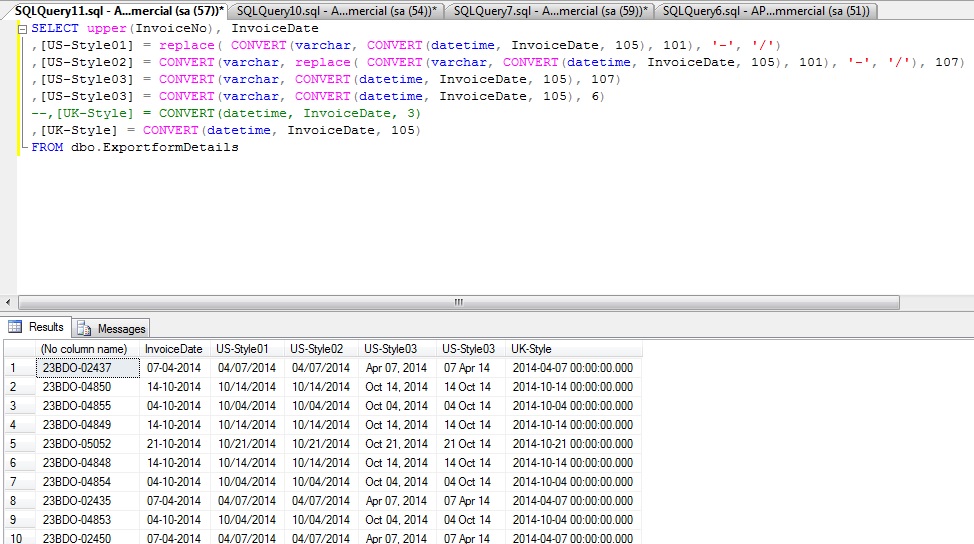 SQLQuery11.sql - A...mercial (sa (57))* SQLQuery10.sql - A...mercial (sa (54))* SQLQuery7.sql - A...mercial (sa (59))* SQLQuery6.sql - AP...mmercial (sa (51))
SELECT upper(InvoiceNo), InvoiceDate
,[US-Style01] = replace( CONVERT(varchar, CONVERT(datetime, InvoiceDate, 105), 101), '-', '/')
,[US-Style02] = CONVERT(varchar, replace( CONVERT(varchar, CONVERT(datetime, InvoiceDate, 105), 101), '-', '/'), 107)
,[US-Style03] = CONVERT(varchar, CONVERT(datetime, InvoiceDate, 105), 107)
,[US-Style03] = CONVERT(varchar, CONVERT(datetime, InvoiceDate, 105), 6)
--,[UK-Style] = CONVERT(datetime, InvoiceDate, 3)
,[UK-Style] = CONVERT(datetime, InvoiceDate, 105)
FROM dbo.ExportformDetails
Results Messages
(No column name) InvoiceDate US-Style01 US-Style02 US-Style03 US-Style03 UK-Style
1 23BDO-02437 07-04-2014 04/07/2014 04/07/2014 Apr 07, 2014 07 Apr 14 2014-04-07 00:00:00.000
2 23BDO-04850 14-10-2014 10/14/2014 10/14/2014 Oct 14, 2014 14 Oct 14 2014-10-14 00:00:00.000
3 23BDO-04855 04-10-2014 10/04/2014 10/04/2014 Oct 04, 2014 04 Oct 14 2014-10-04 00:00:00.000
4 23BDO-04849 14-10-2014 10/14/2014 10/14/2014 Oct 14, 2014 14 Oct 14 2014-10-14 00:00:00.000
5 23BDO-05052 21-10-2014 10/21/2014 10/21/2014 Oct 21, 2014 21 Oct 14 2014-10-21 00:00:00.000
6 23BDO-04848 14-10-2014 10/14/2014 10/14/2014 Oct 14, 2014 14 Oct 14 2014-10-14 00:00:00.000
7 23BDO-04854 04-10-2014 10/04/2014 10/04/2014 Oct 04, 2014 04 Oct 14 2014-10-04 00:00:00.000
8 23BDO-02435 07-04-2014 04/07/2014 04/07/2014 Apr 07, 2014 07 Apr 14 2014-04-07 00:00:00.000
9 23BDO-04853 04-10-2014 10/04/2014 10/04/2014 Oct 04, 2014 04 Oct 14 2014-10-04 00:00:00.000
10 23BDO-02450 07-04-2014 04/07/2014 04/07/2014 Apr 07, 2014 07 Apr 14 2014-04-07 00:00:00.000